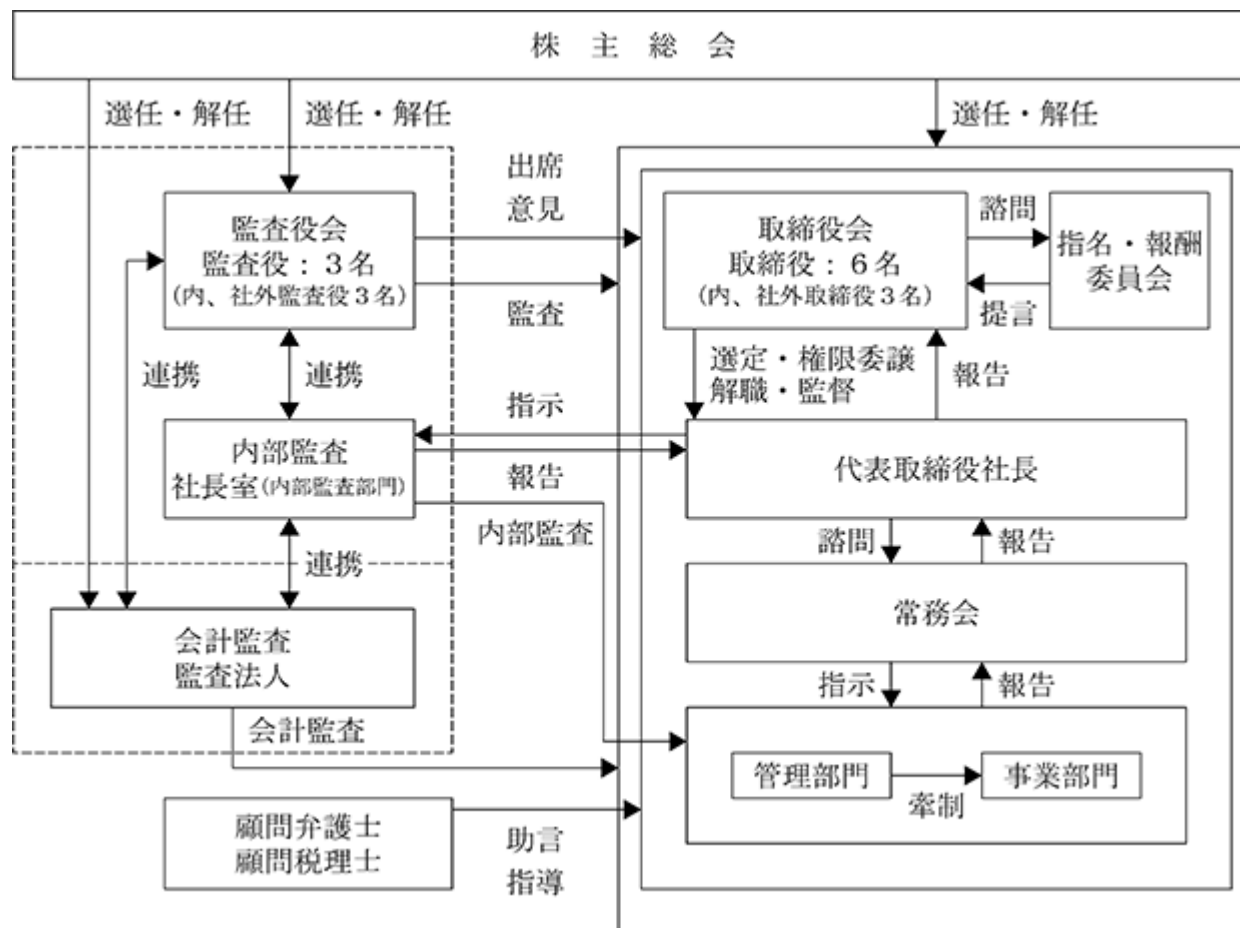 株主総会
選任・解任
選任・解任
選任・解任
出席
意見
監査役会
監査役：３名
(内、社外監査役３名)
取締役会
取締役：６名
(内、社外取締役３名)
諮問
指名・報酬
委員会
提言
監査
連携
連携
選定・権限委譲
解職・監督
報告
指示
内部監査
社長室(内部監査部門)
報告
代表取締役社長
内部監査
諮問
報告
連携
常務会
会計監査
監査法人
指示
報告
会計監査
管理部門
事業部門
牽制
顧問弁護士
顧問税理士
助言
指導